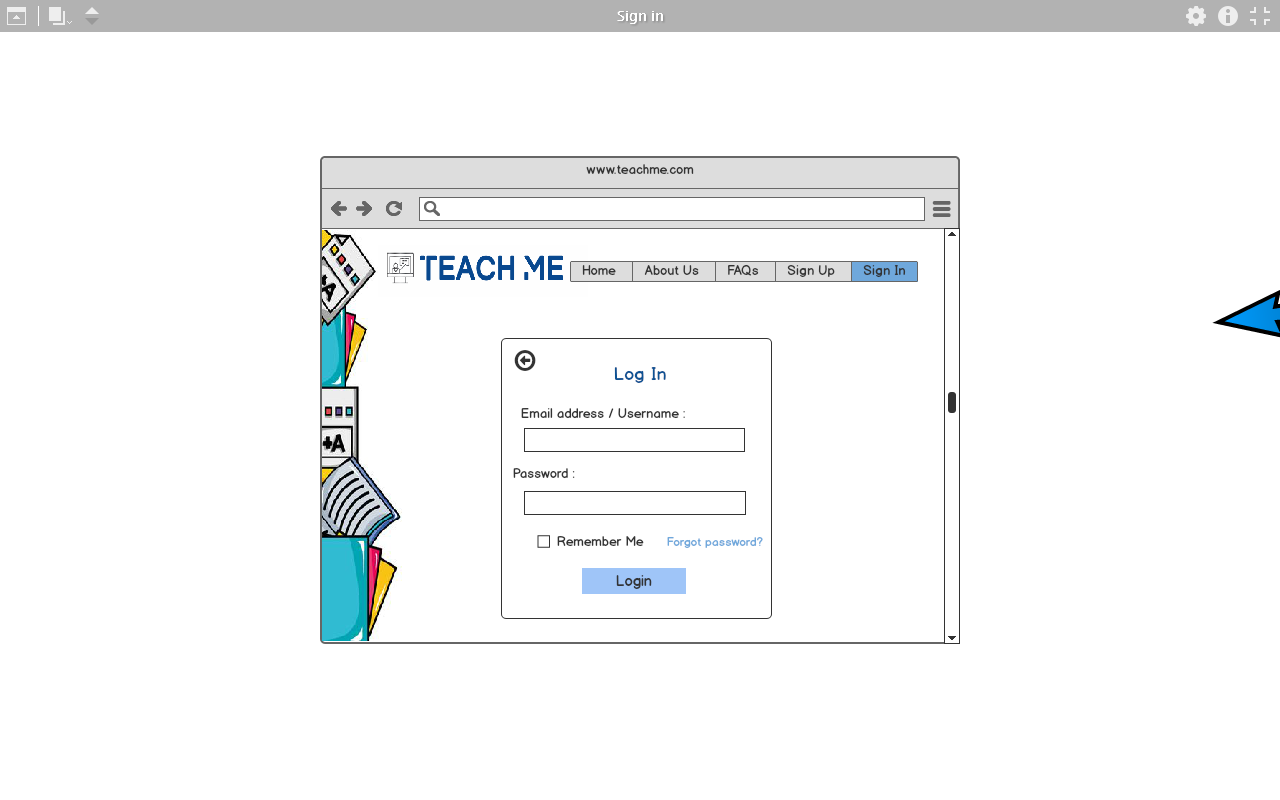 Sign in
www.teachme.com
TEACH ME
Home About Us FAQs Sign Up Sign In
+A
Log In
Email address / Username :
+A
Password :
Remember Me Forgot password?
Login